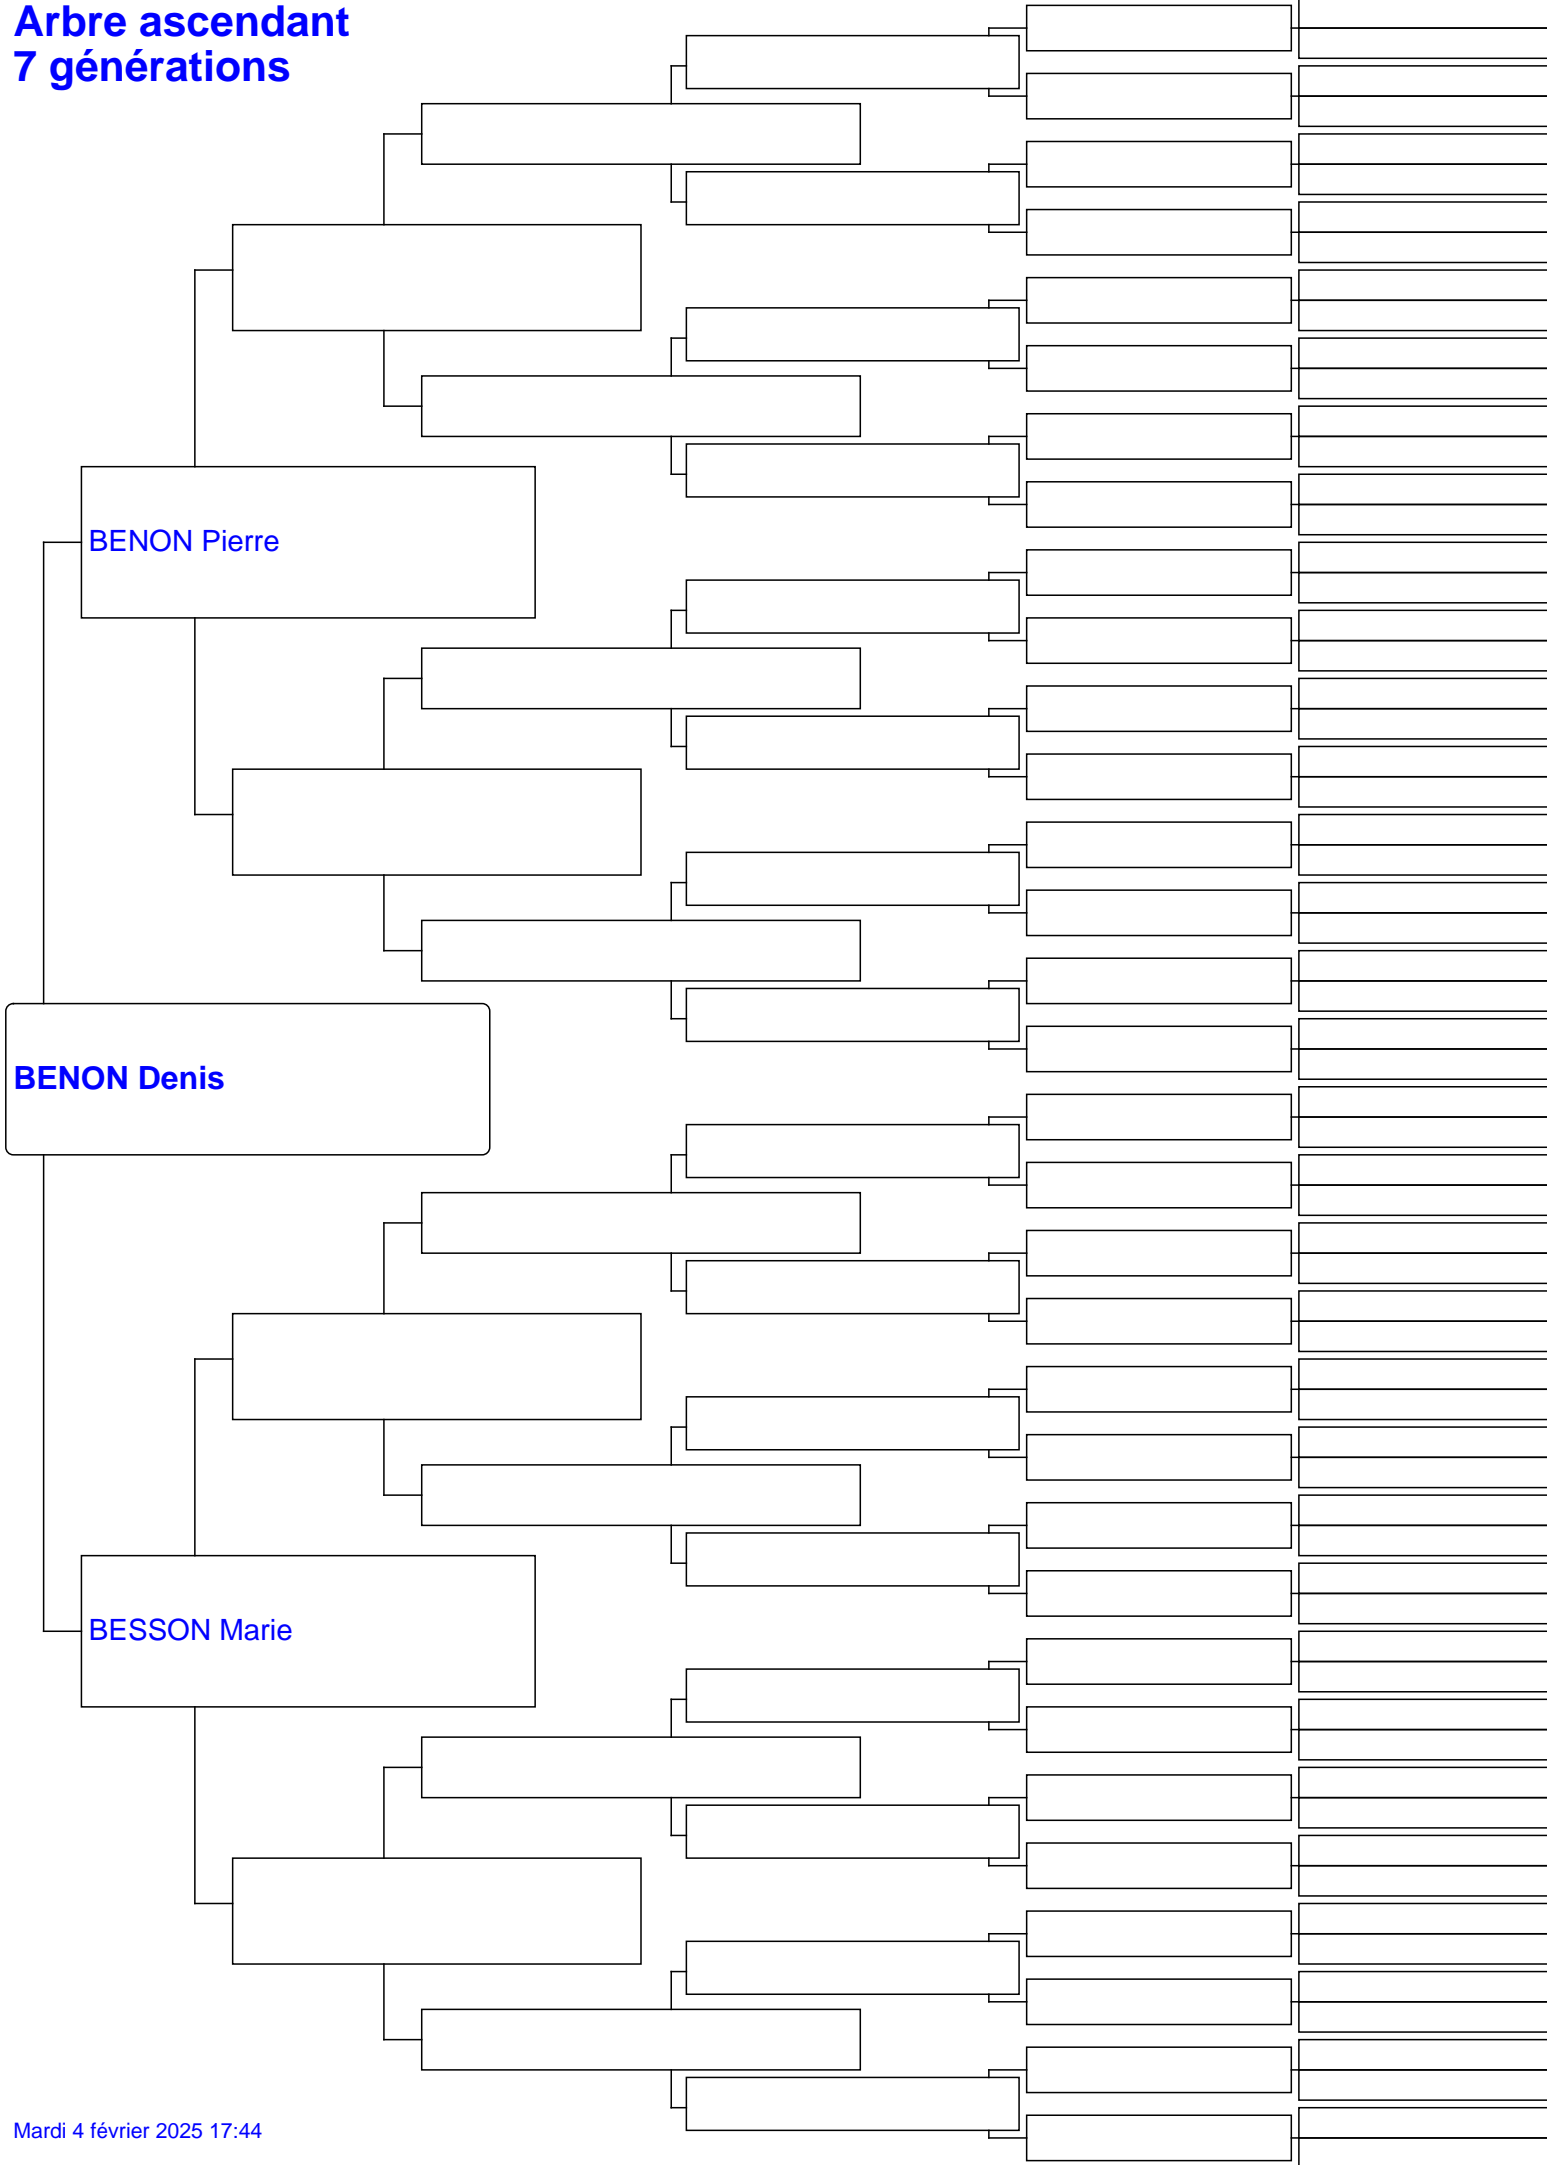 Arbre ascendant
7 générations
BENON Pierre
BENON Denis
BESSON Marie
Mardi 4 février 2025 17:44